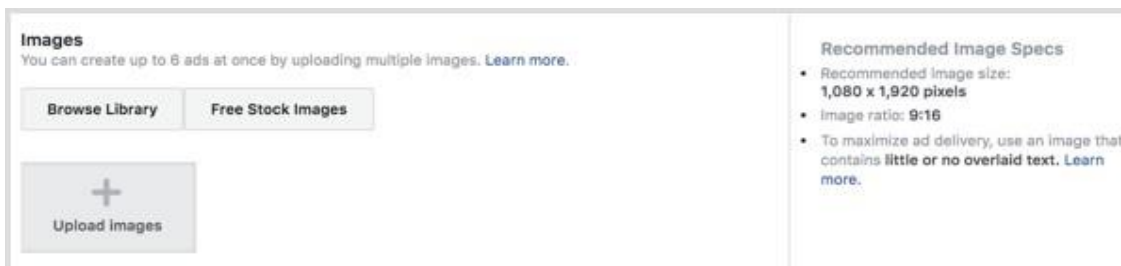 Images
You can create up to 6 ads at once by uploading multiple images. Learn more.
Browse Library
Free Stock Images
Upload images
Recommended Image Specs
• Recommended image size:
1,080 x 1,920 pixels
• Image ratio: 9:16
• To maximize ad delivery, use an image that
contains little or no overlaid text. Learn
more.